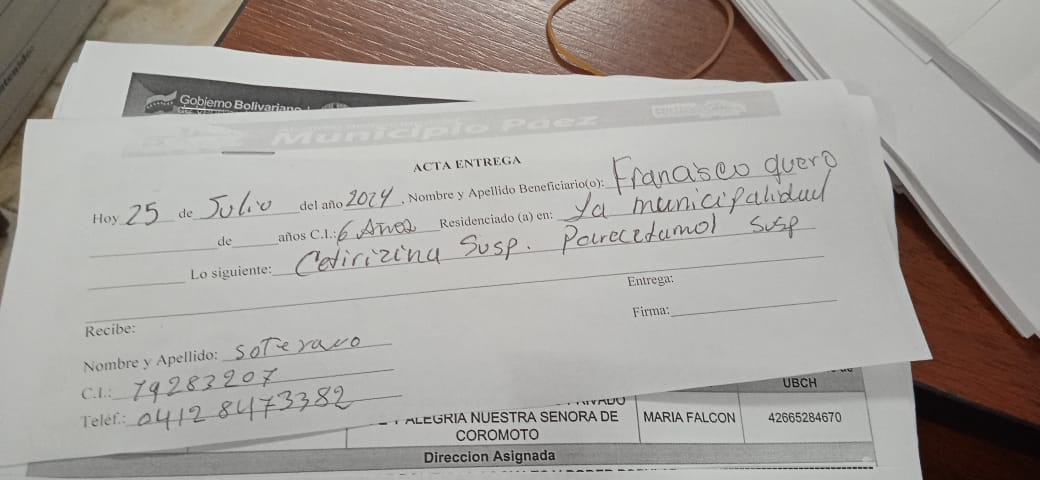 Gobierno Bolivariano
Municipio Páez
ACTA ENTREGA
Hoy 25 de Julio del año 2024, Nombre y Apellido Beneficiario(o): Francisco Quero
de años C.I.: 6 Años Residenciado (a) en: La municipalidad
Lo siguiente: Cetirizina Susp. Paracetamol Susp
Entrega:
Recibe:
Firma:
Nombre y Apellido: soterano
C.I.: 19283207
Teléf.: 04128473382
UBCH
ALEGRIA NUESTRA SENORA DE COROMOTO
MARIA FALCON
42665284670
Direccion Asignada